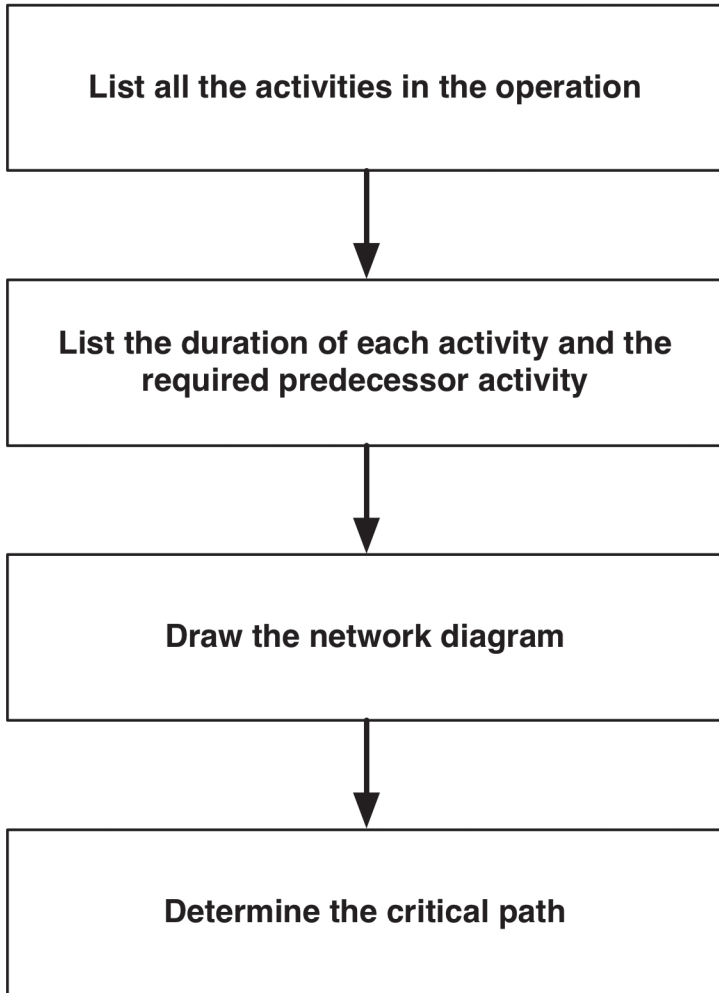 List all the activities in the operation
List the duration of each activity and the
required predecessor activity
Draw the network diagram
Determine the critical path